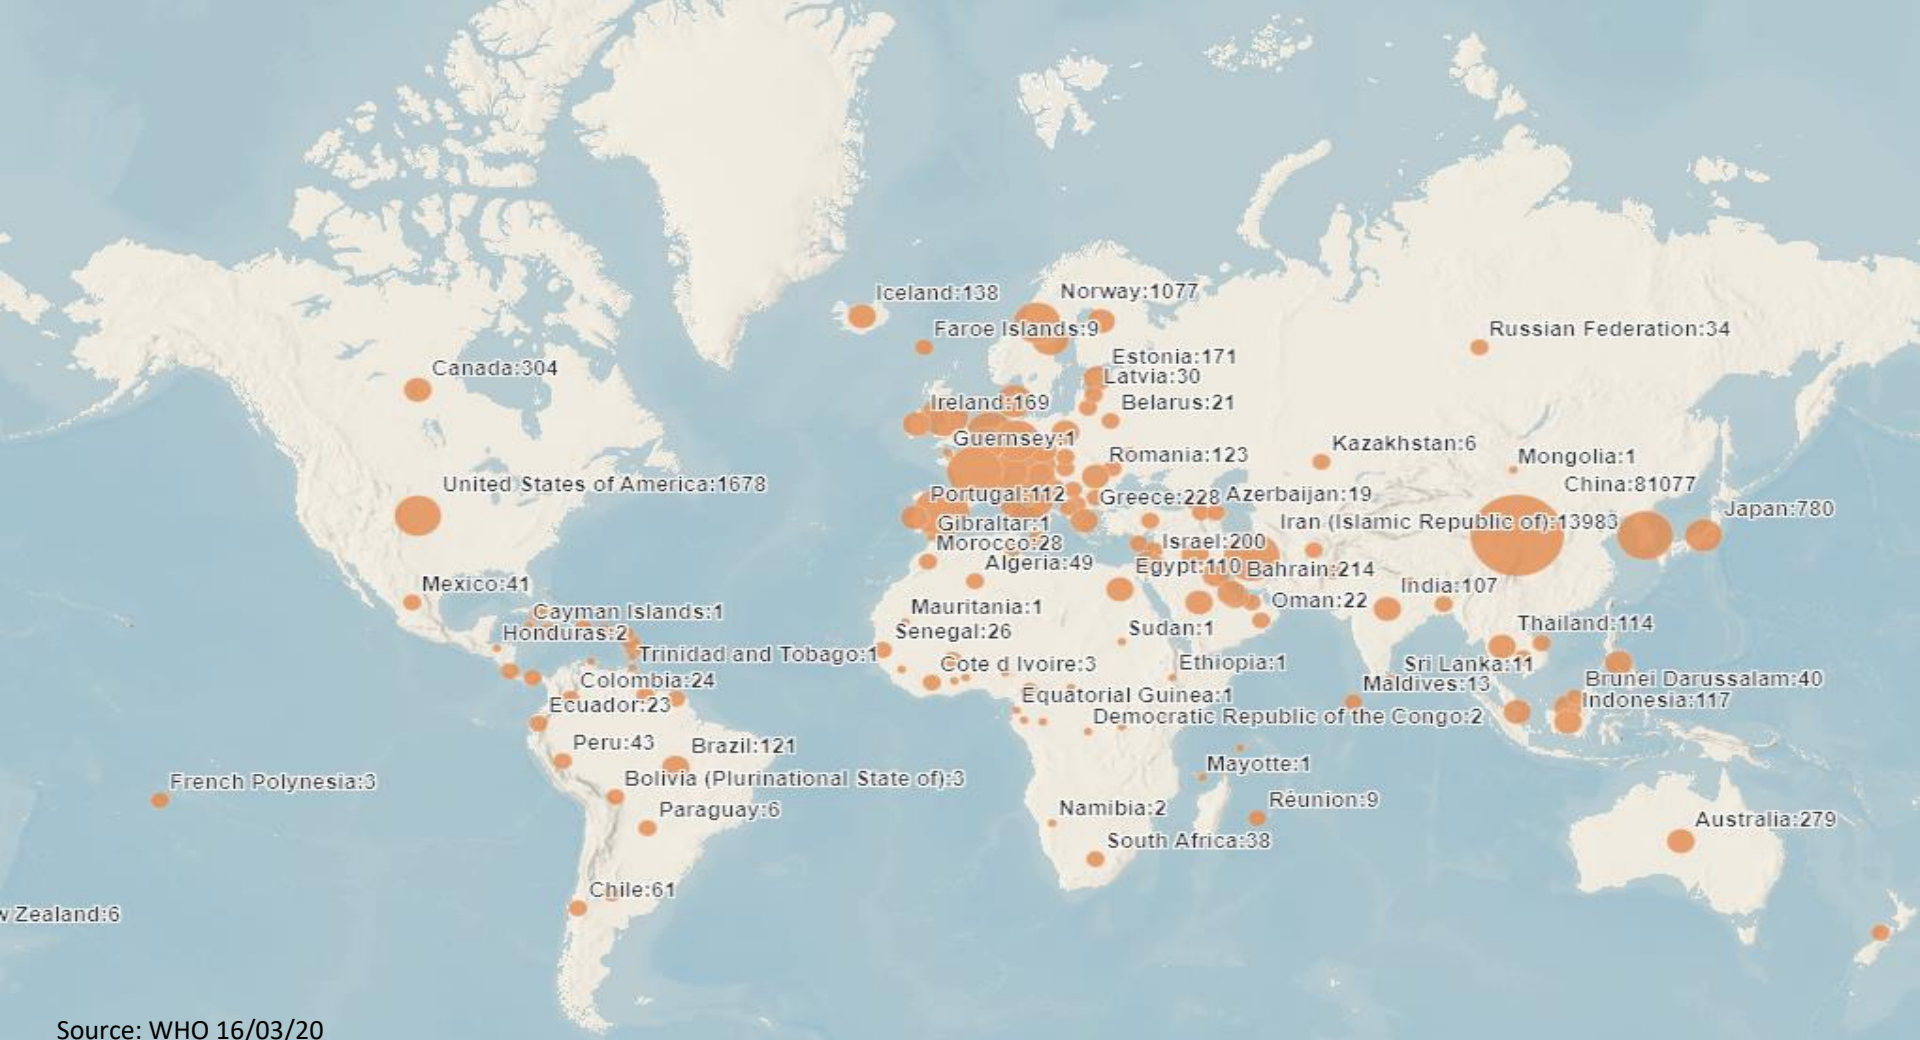 Iceland:138
Norway:1077
Faroe Islands:9
Russian Federation:34
Estonia:171
Canada:304
Latvia:30
Ireland:169
Belarus:21
Guernsey:1
Kazakhstan:6
Romania:123
Mongolia:1
United States of America:1678
China:81077
Portugal:112
Greece:228
Azerbaijan:19
Japan:780
Gibraltar:1
Iran (Islamic Republic of):13983
Morocco:28
Israel:200
Algeria:49
Egypt:110
Bahrain:214
Mexico:41
India:107
Oman:22
Mauritania:1
Cayman Islands:1
Thailand:114
Honduras:2
Senegal:26
Sudan:1
Trinidad and Tobago:1
Cote d Ivoire:3
Ethiopia:1
Sri Lanka:11
Colombia:24
Maldives:13
Brunei Darussalam:40
Equatorial Guinea:1
Indonesia:117
Ecuador:23
Democratic Republic of the Congo:2
Peru:43
Brazil:121
Mayotte:1
French Polynesia:3
Bolivia (Plurinational State of):3
Réunion:9
Paraguay:6
Namibia:2
Australia:279
South Africa:38
Chile:61
w Zealand:6
Source: WHO 16/03/20